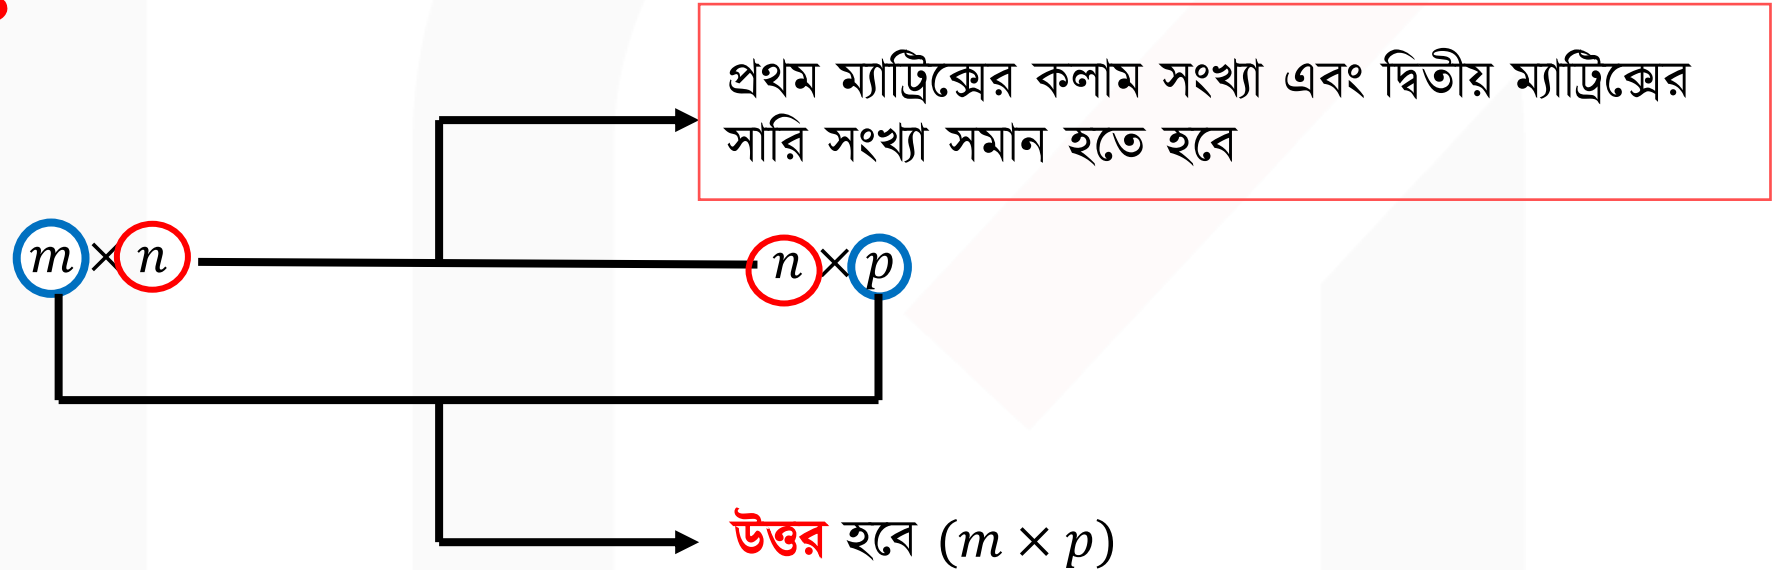 প্রথম ম্যাট্রিক্সের কলাম সংখ্যা এবং দ্বিতীয় ম্যাট্রিক্সের
সারি সংখ্যা সমান হতে হবে
m × n n × p
উত্তর হবে (m × p)